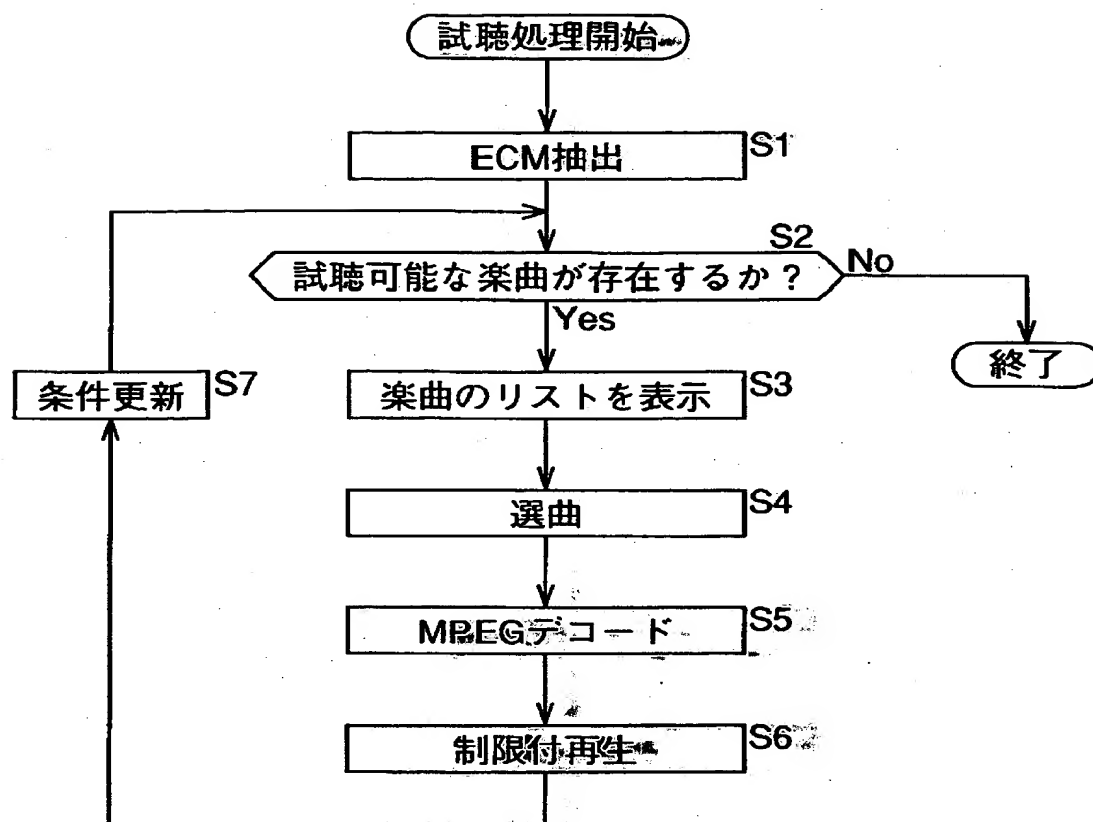 試聴処理開始
ECM抽出
S1
S2
試聴可能な楽曲が存在するか?
No
Yes
終了
条件更新
S7
楽曲のリストを表示
S3
選曲
S4
MPEGデコード
S5
制限付再生
S6